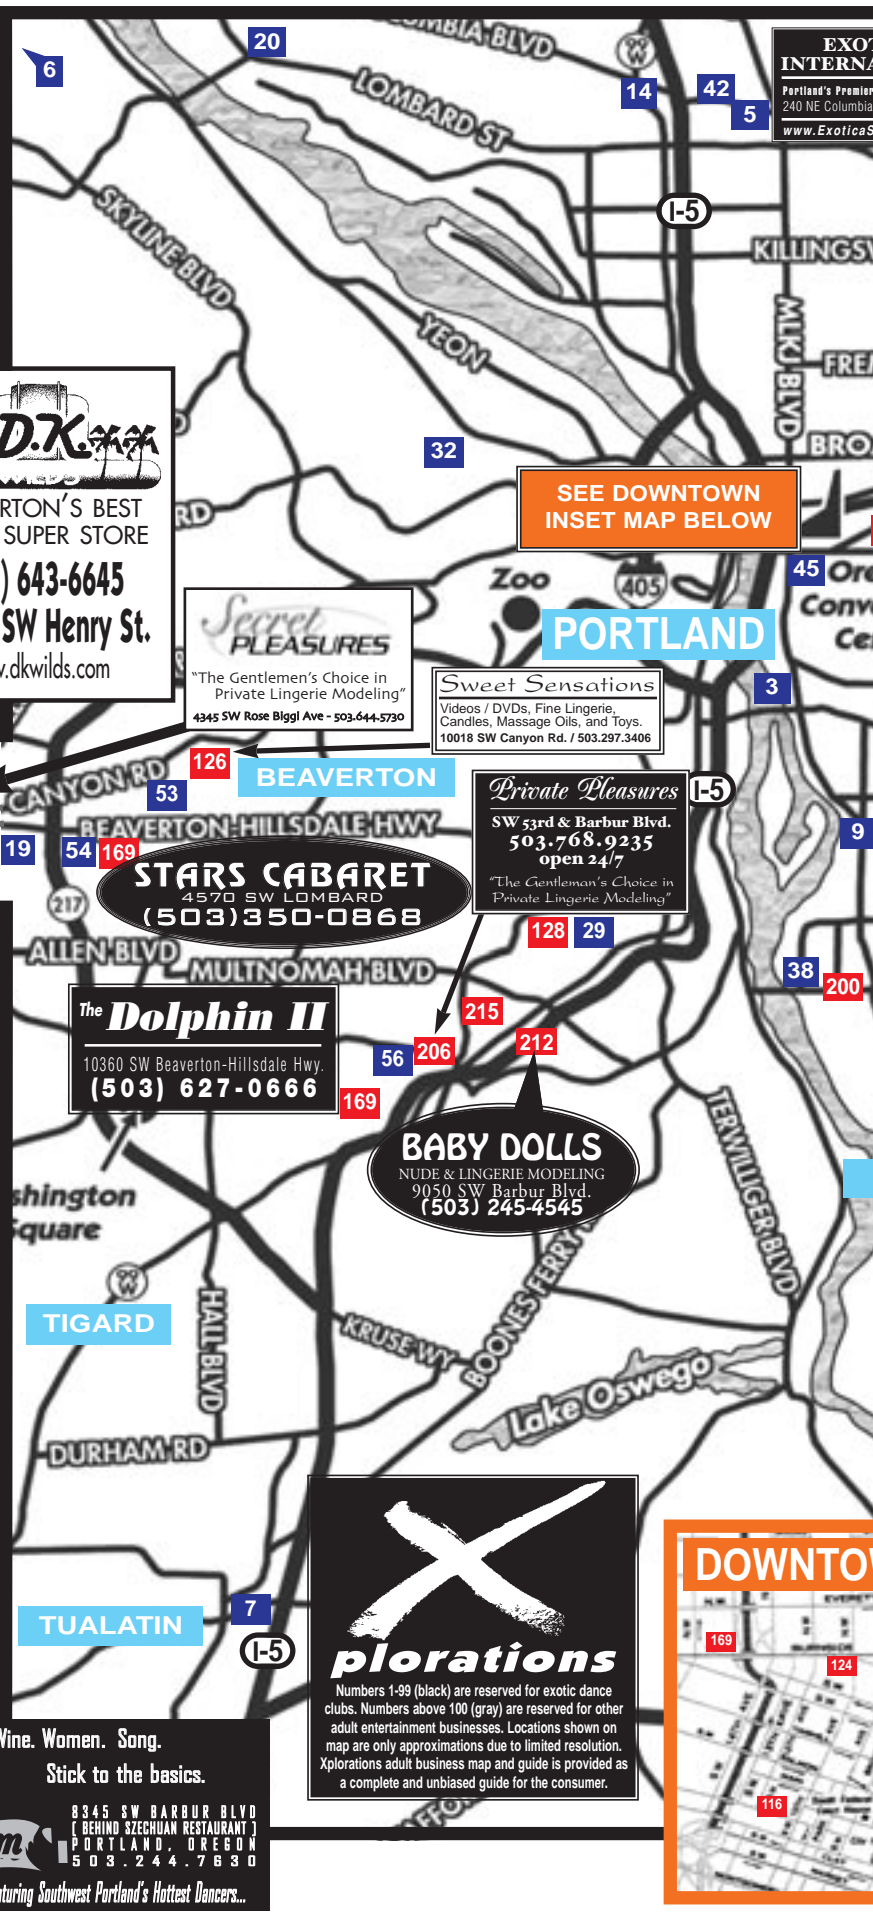 COLUMBIA BLVD
20
6
14
42
5
EXOT
INTERNA
Portland's Premier
240 NE Columbia
www.ExoticaS
LOMBARD ST
I-5
SKYLINE BLVD
KILLINGSW
YEON
MLKJ BLVD
FREM
BROA
32
D.K.
WILDS
RTON'S BEST
SUPER STORE
) 643-6645
SW Henry St.
w.dkwilds.com
RD
SEE DOWNTOWN
INSET MAP BELOW
Zoo
405
45
Ore
Conve
Cen
PORTLAND
Secret
PLEASURES
"The Gentlemen's Choice in
Private Lingerie Modeling"
4345 SW Rose Biggi Ave - 503.644.5730
Sweet Sensations
Videos / DVDs, Fine Lingerie,
Candles, Massage Oils, and Toys.
10018 SW Canyon Rd. / 503.297.3406
3
126
BEAVERTON
CANYON RD
53
Private Pleasures
SW 53rd & Barbur Blvd.
503.768.9235
open 24/7
"The Gentleman's Choice in
Private Lingerie Modeling"
I-5
BEAVERTON-HILLSDALE HWY
19
54
169
9
STARS CABARET
4570 SW LOMBARD
(503)350-0868
217
128
29
ALLEN BLVD
MULTNOMAH BLVD
38
200
The Dolphin II
10360 SW Beaverton-Hillsdale Hwy.
(503) 627-0666
215
56
206
212
169
BABY DOLLS
NUDE & LINGERIE MODELING
9050 SW Barbur Blvd.
(503) 245-4545
TERWILLIGER BLVD
shington
Square
99 W
TIGARD
HALL BLVD
KRUSE WY
BOONES FERRY
Lake Oswego
DURHAM RD
7
TUALATIN
I-5
X
plorations
Numbers 1-99 (black) are reserved for exotic dance
clubs. Numbers above 100 (gray) are reserved for other
adult entertainment businesses. Locations shown on
map are only approximations due to limited resolution.
Xplorations adult business map and guide is provided as
a complete and unbiased guide for the consumer.
DOWNTOW
EVERETT
BURNSIDE
169
124
116
Wine. Women. Song.
Stick to the basics.
8345 SW BARBUR BLVD
[ BEHIND SZECHUAN RESTAURANT ]
PORTLAND, OREGON
503.244.7630
aturing Southwest Portland's Hottest Dancers...